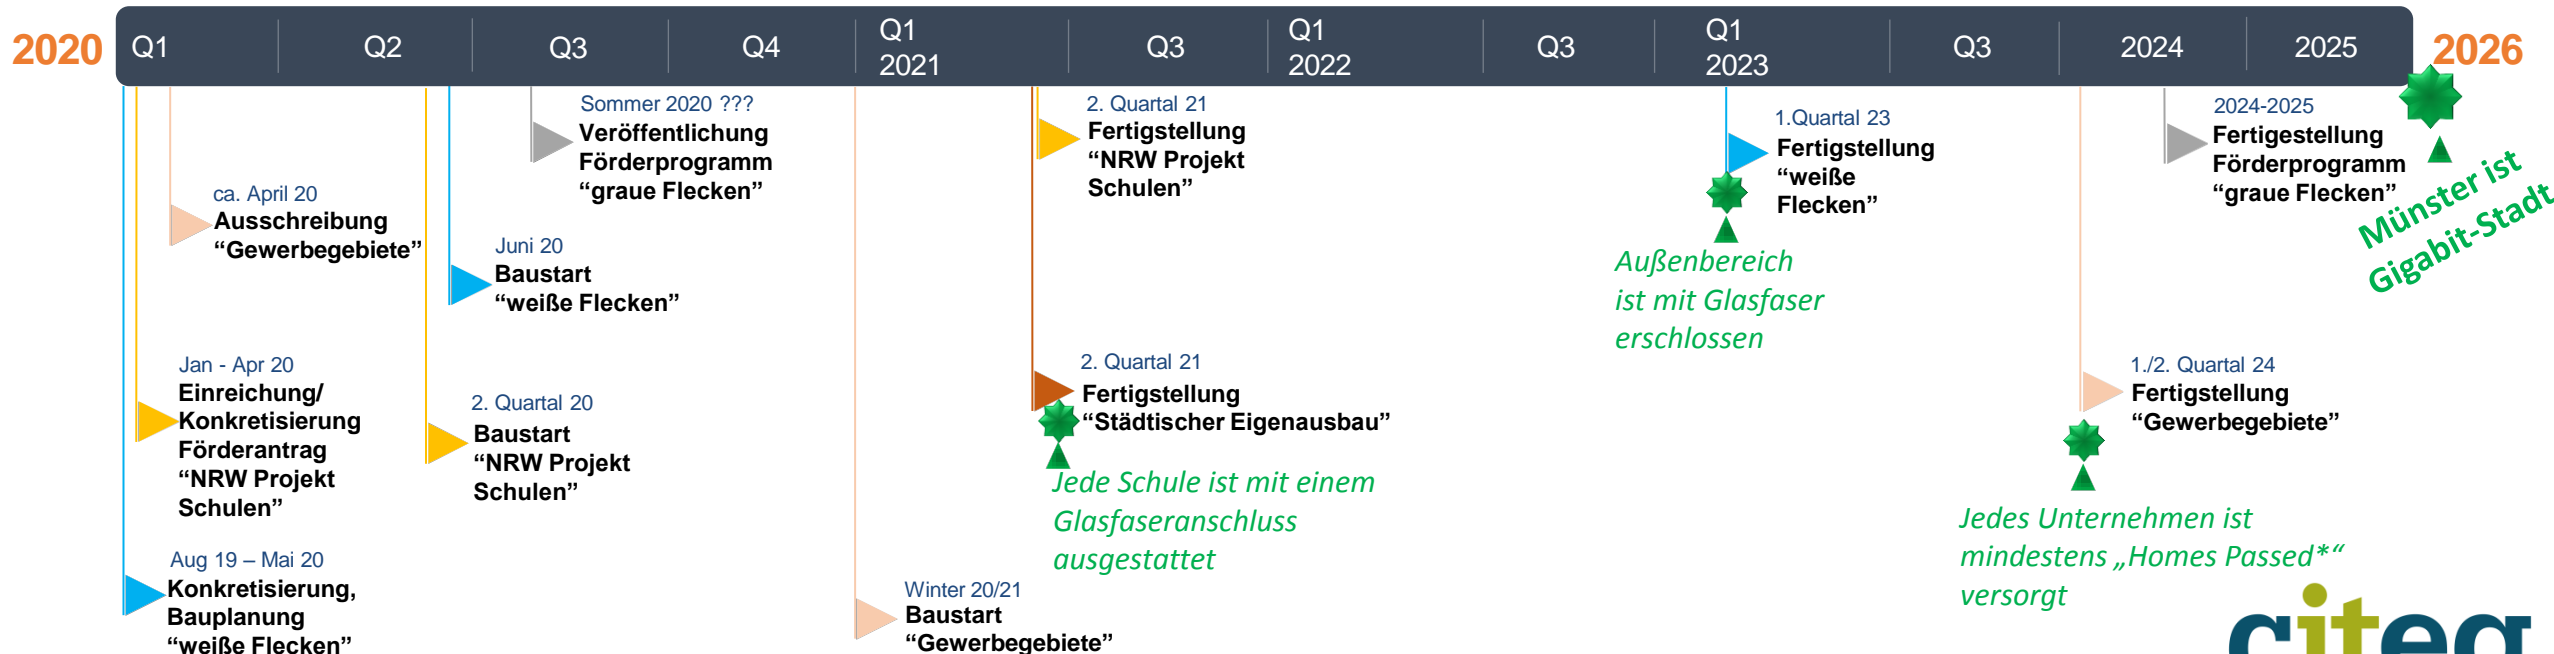 2020
Q1
Q2
Q3
Q4
Q1
2021
Q3
Q1
2022
Q3
Q1
2023
Q3
2024
2025
2026
ca. April 20
Ausschreibung
“Gewerbegebiete”
Jan - Apr 20
Einreichung/
Konkretisierung
Förderantrag
“NRW Projekt
Schulen”
Aug 19 – Mai 20
Konkretisierung,
Bauplanung
“weiße Flecken”
Juni 20
Baustart
“weiße Flecken”
2. Quartal 20
Baustart
“NRW Projekt
Schulen”
Sommer 2020 ???
Veröffentlichung
Förderprogramm
“graue Flecken”
Winter 20/21
Baustart
“Gewerbegebiete”
2. Quartal 21
Fertigstellung
“NRW Projekt
Schulen”
2. Quartal 21
Fertigstellung
“Städtischer Eigenausbau”
Jede Schule ist mit einem
Glasfaseranschluss
ausgestattet
1.Quartal 23
Fertigstellung
“weiße
Flecken”
Außenbereich
ist mit Glasfaser
erschlossen
1./2. Quartal 24
Fertigstellung
“Gewerbegebiete”
Jedes Unternehmen ist
mindestens „Homes Passed*“
versorgt
2024-2025
Fertigestellung
Förderprogramm
“graue Flecken”
Münster ist
Gigabit-Stadt
citeq